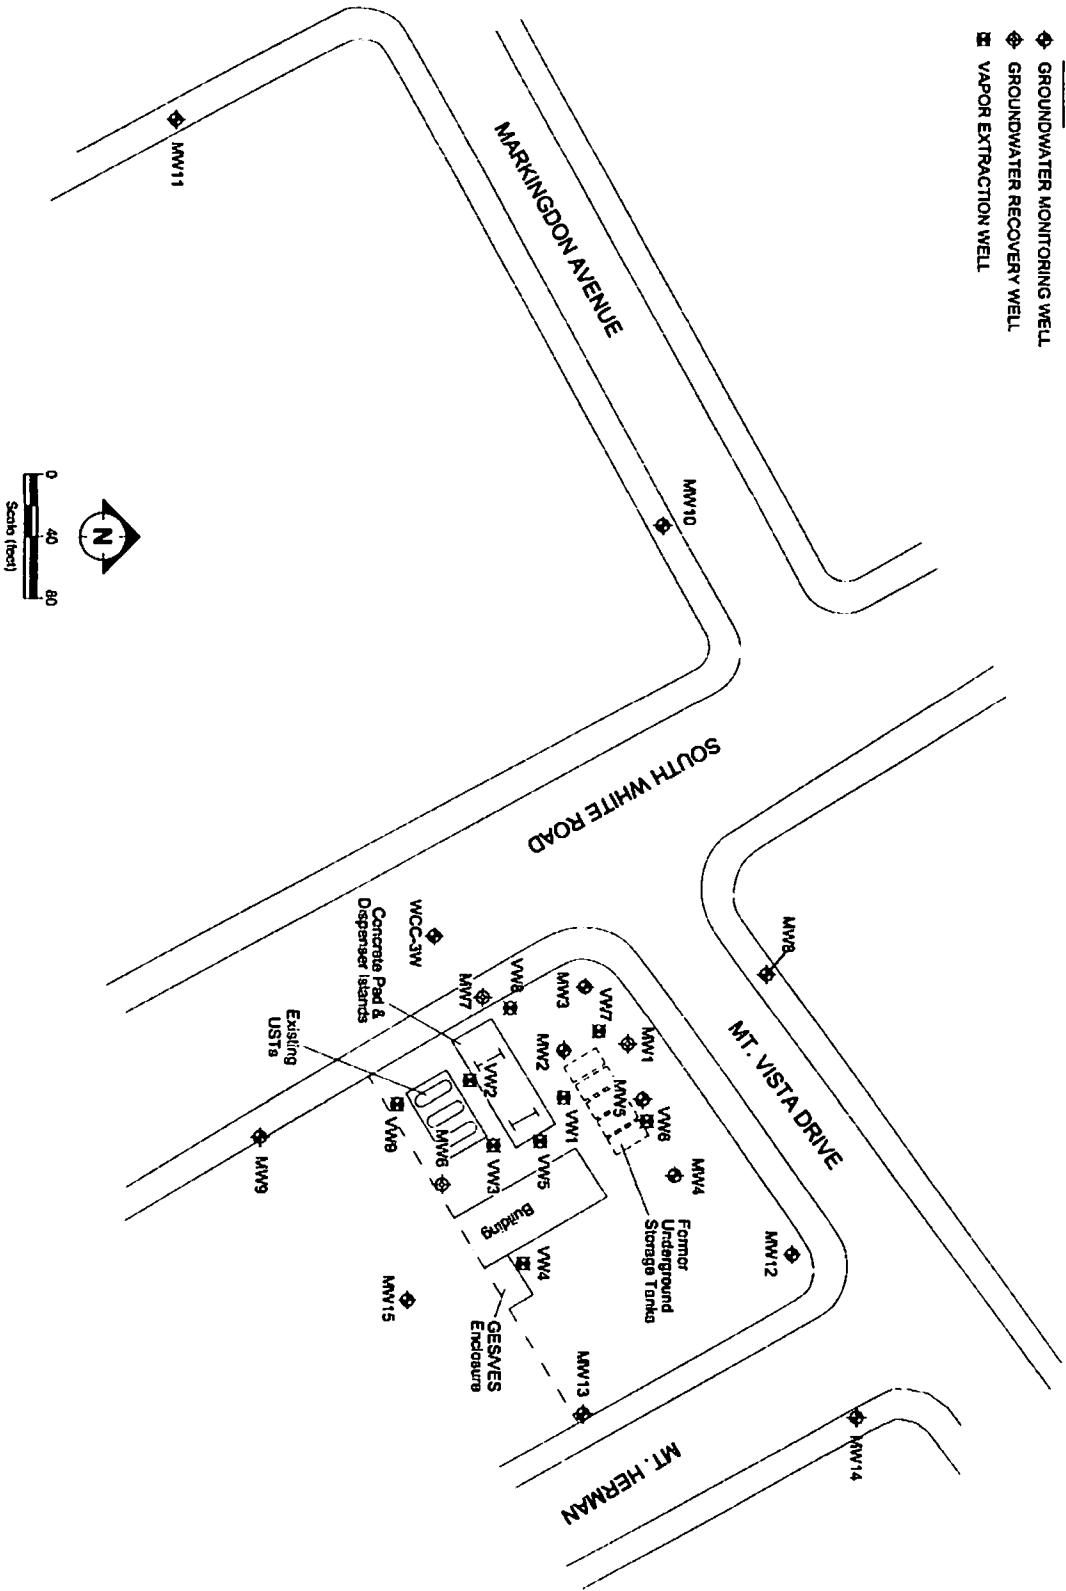 GROUNDWATER MONITORING WELL
GROUNDWATER RECOVERY WELL
VAPOR EXTRACTION WELL
MARKINGDON AVENUE
MW11
MW10
SOUTH WHITE ROAD
MW8
MT. VISTA DRIVE
WCC-3W
Concrete Pad &
Dispenser Islands
Existing
USTs
MW7
VW8
MW3
VW7
MW1
MW2
VW1
MW5
VW6
MW4
VW2
VW9
MW6
VW3
VW5
Building
VW4
MW9
MW15
GES/VES
Enclosure
Former
Underground
Storage Tanks
MW12
MW13
MW14
MT. HERMAN
N
0 40 80
Scale (feet)